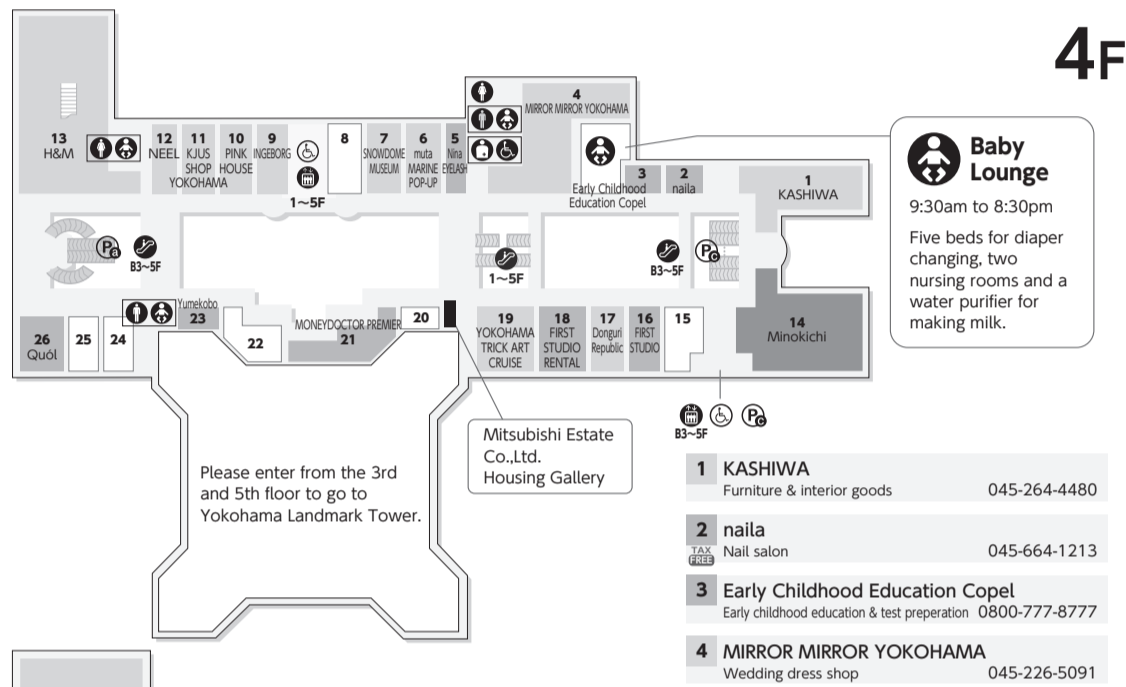 4F
4
MIRROR MIRROR YOKOHAMA
13
H&M
12
NEEL
11
KJUS
SHOP
YOKOHAMA
10
PINK
HOUSE
9
INGEBORG
1~5F
8
7
SNOWDOME
MUSEUM
6
muta
MARINE
POP-UP
5
Nina
EYELASH
3
Early Childhood
Education Copel
2
naila
1
KASHIWA
Baby
Lounge
9:30am to 8:30pm
Five beds for diaper
changing, two
nursing rooms and a
water purifier for
making milk.
Pa
B3~5F
1~5F
B3~5F
Pc
26
Quól
25
24
Yumekobo
23
22
MONEYDOCTOR PREMIER
21
20
19
YOKOHAMA
TRICK ART
CRUISE
18
FIRST
STUDIO
RENTAL
17
Donguri
Republic
16
FIRST
STUDIO
15
14
Minokichi
B3~5F
Pc
Mitsubishi Estate
Co.,Ltd.
Housing Gallery
Please enter from the 3rd
and 5th floor to go to
Yokohama Landmark Tower.
1 KASHIWA
Furniture & interior goods 045-264-4480
2 naila
TAX
FREE
Nail salon 045-664-1213
3 Early Childhood Education Copel
Early childhood education & test preperation 0800-777-8777
4 MIRROR MIRROR YOKOHAMA
Wedding dress shop 045-226-5091